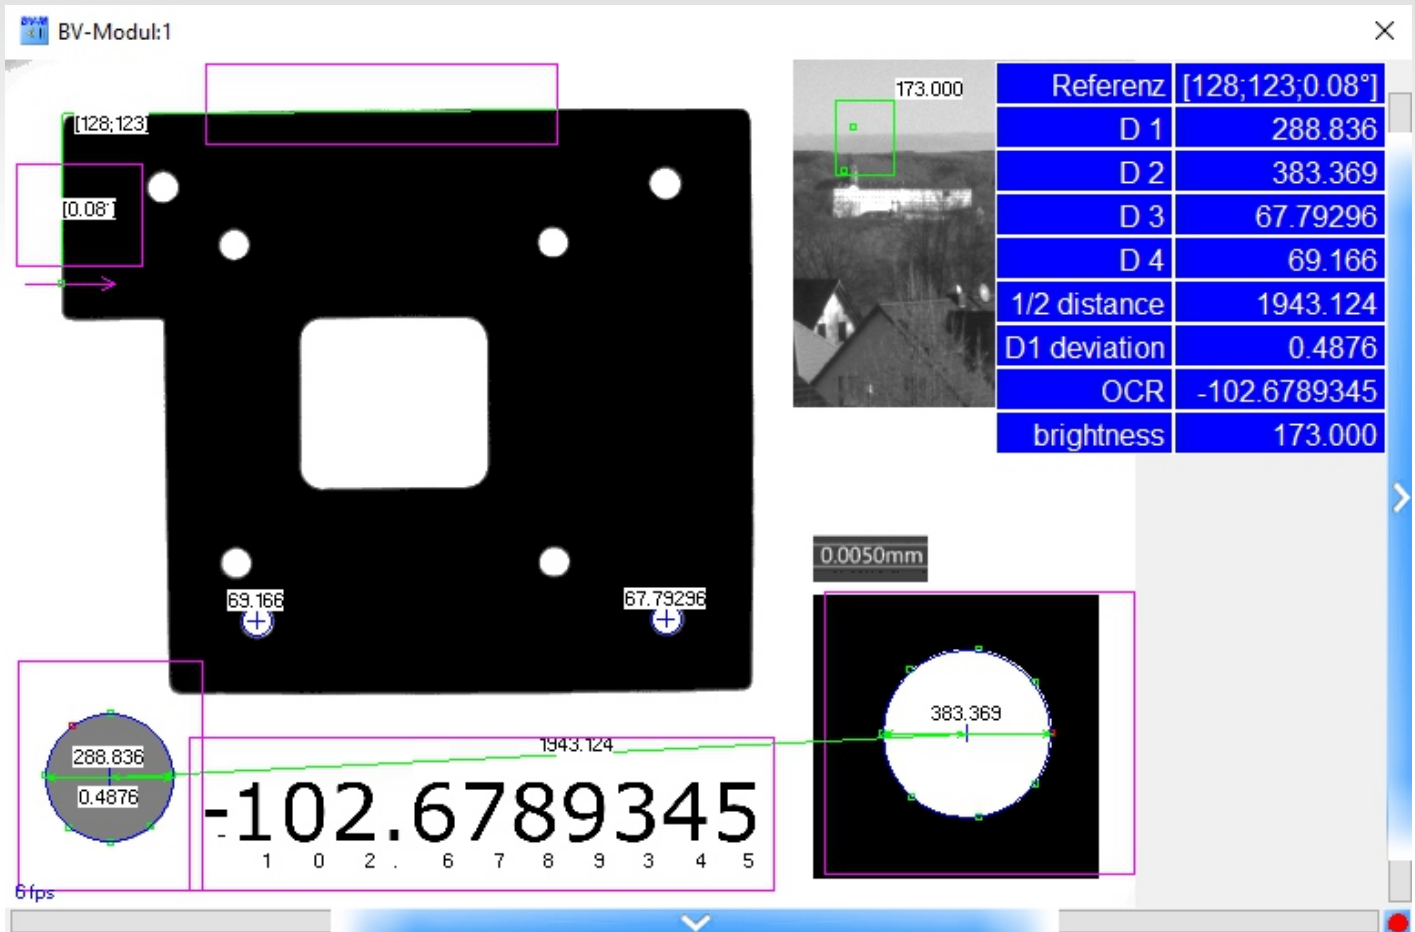 BV-Modul:1
[128;123]
[0.08°]
173.000
Referenz [128;123;0.08°]
D 1 288.836
D 2 383.369
D 3 67.79296
D 4 69.166
1/2 distance 1943.124
D1 deviation 0.4876
OCR -102.6789345
brightness 173.000
0.0050mm
69.166
67.79296
383.369
288.836
0.4876
1943.124
-102.6789345
- 1 0 2 . 6 7 8 9 3 4 5
6 fps